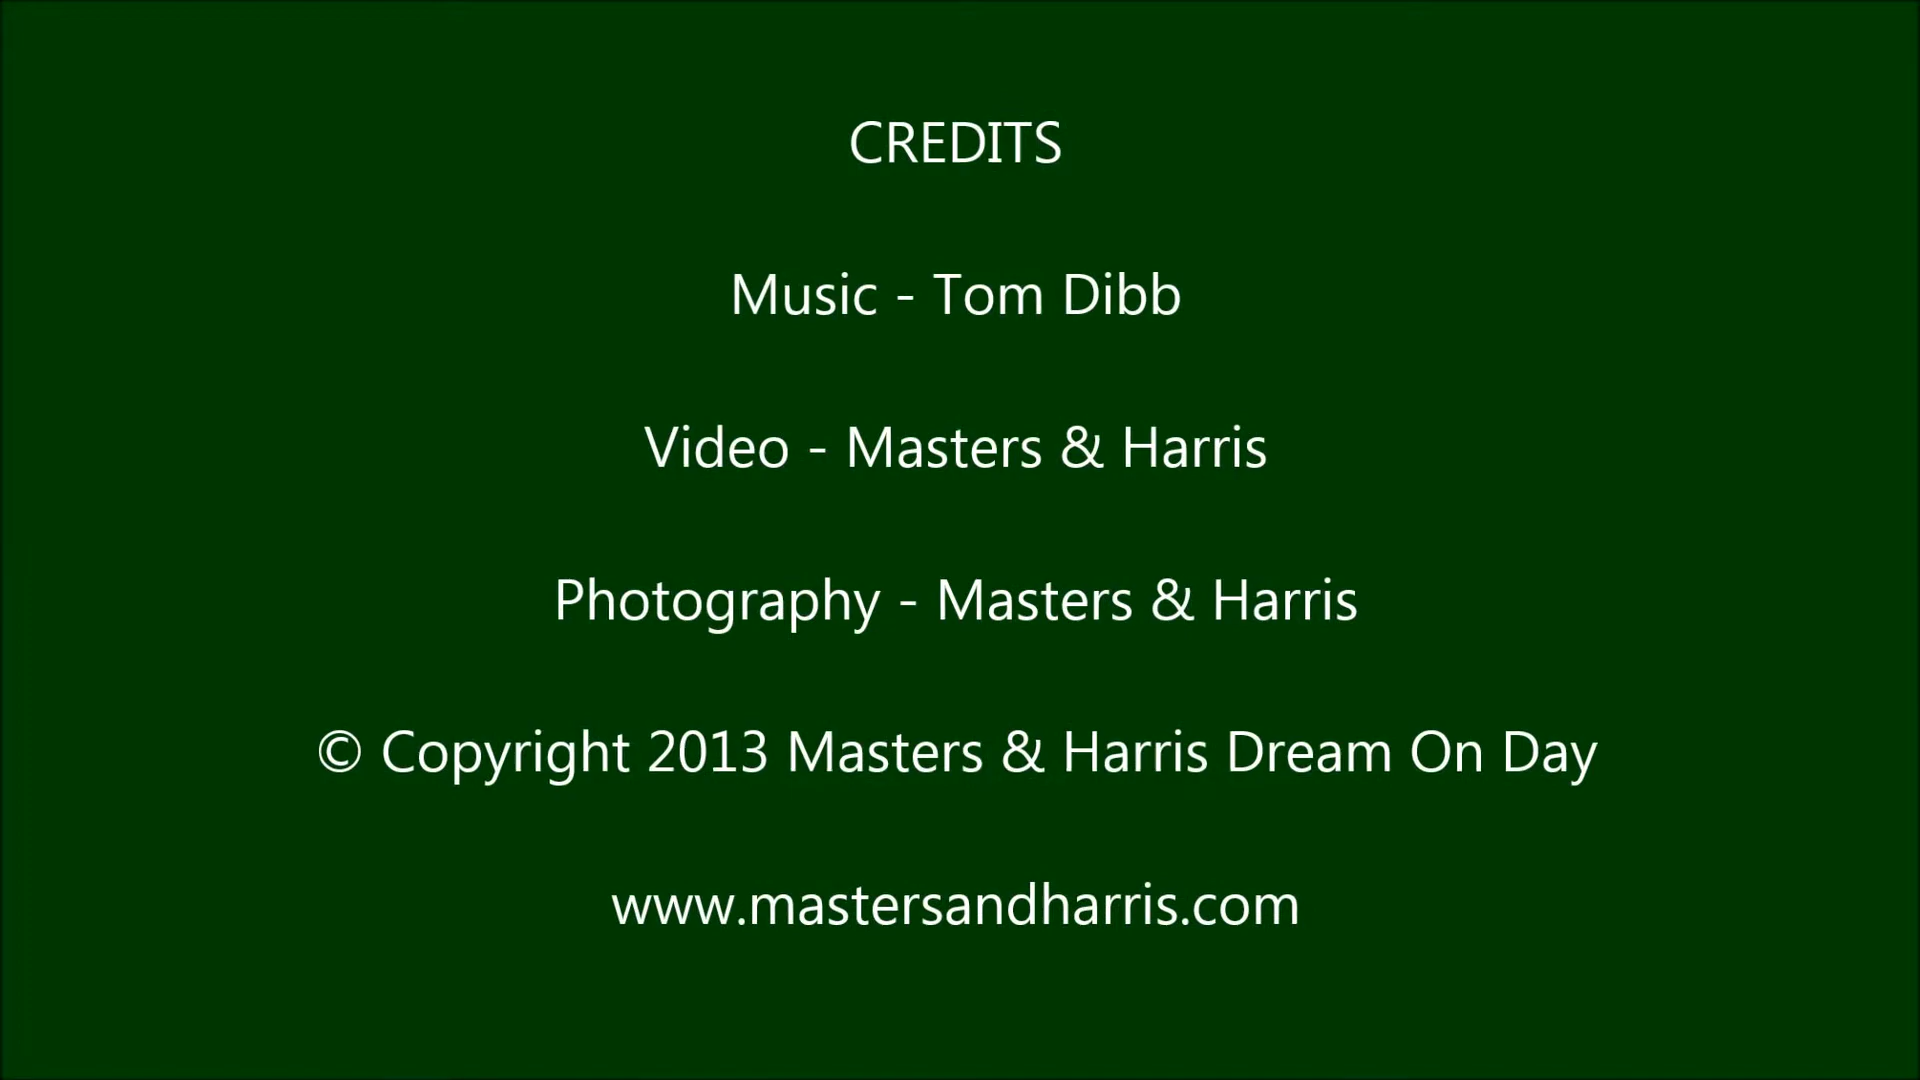 CREDITS
Music - Tom Dibb
Video - Masters & Harris
Photography - Masters & Harris
© Copyright 2013 Masters & Harris Dream On Day
www.mastersandharris.com